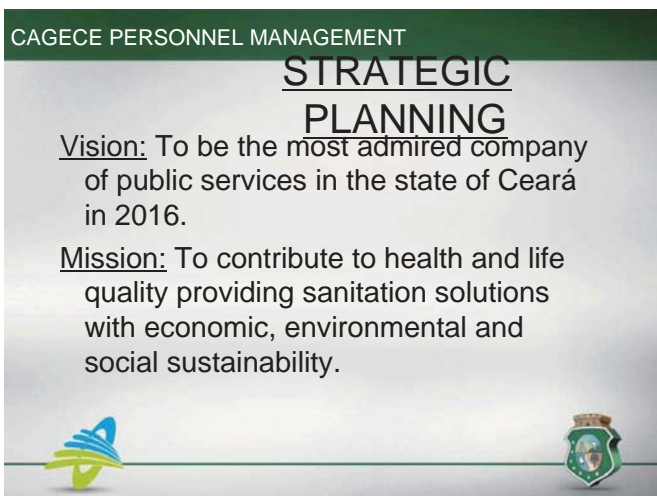 CAGECE PERSONNEL MANAGEMENT
STRATEGIC
PLANNING
Vision: To be the most admired company
of public services in the state of Ceará
in 2016.
Mission: To contribute to health and life
quality providing sanitation solutions
with economic, environmental and
social sustainability.